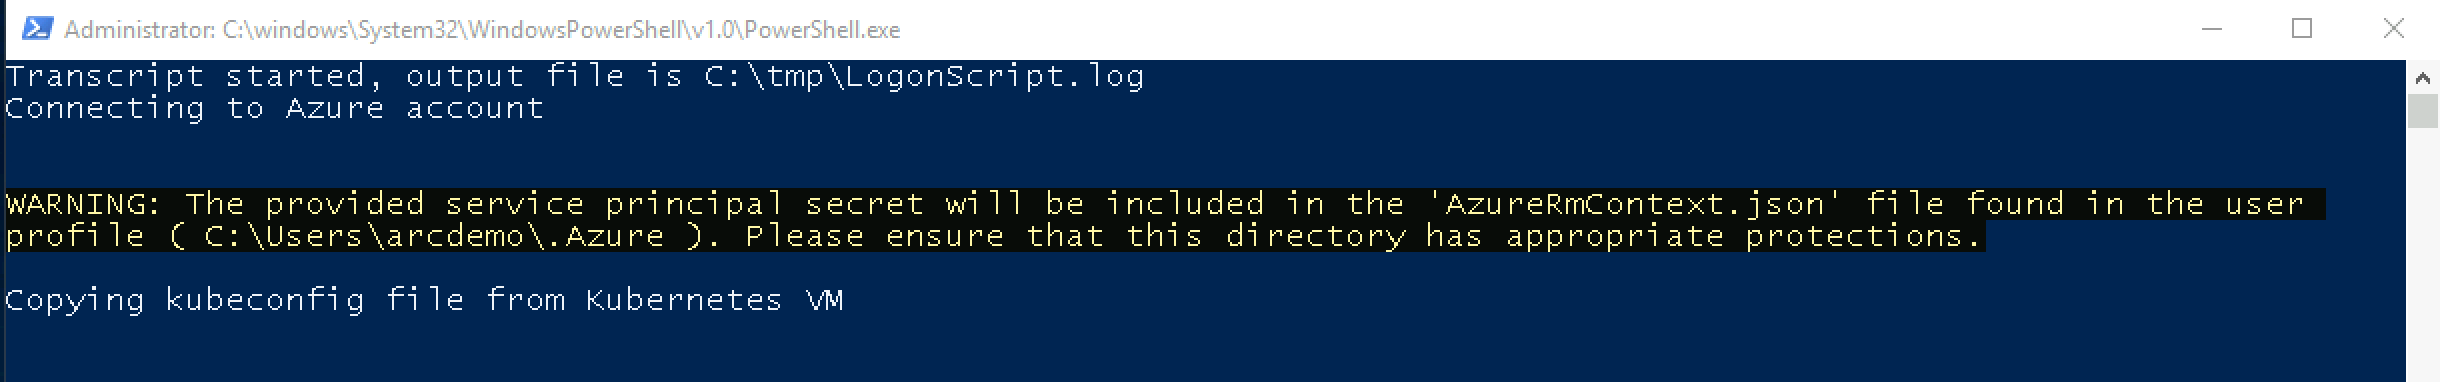 Administrator: C:\windows\System32\WindowsPowerShell\v1.0\PowerShell.exe
Transcript started, output file is C:\tmp\LogonScript.log
Connecting to Azure account
WARNING: The provided service principal secret will be included in the 'AzureRmContext.json' file found in the user
profile ( C:\Users\arcdemo\.Azure ). Please ensure that this directory has appropriate protections.
Copying kubeconfig file from Kubernetes VM